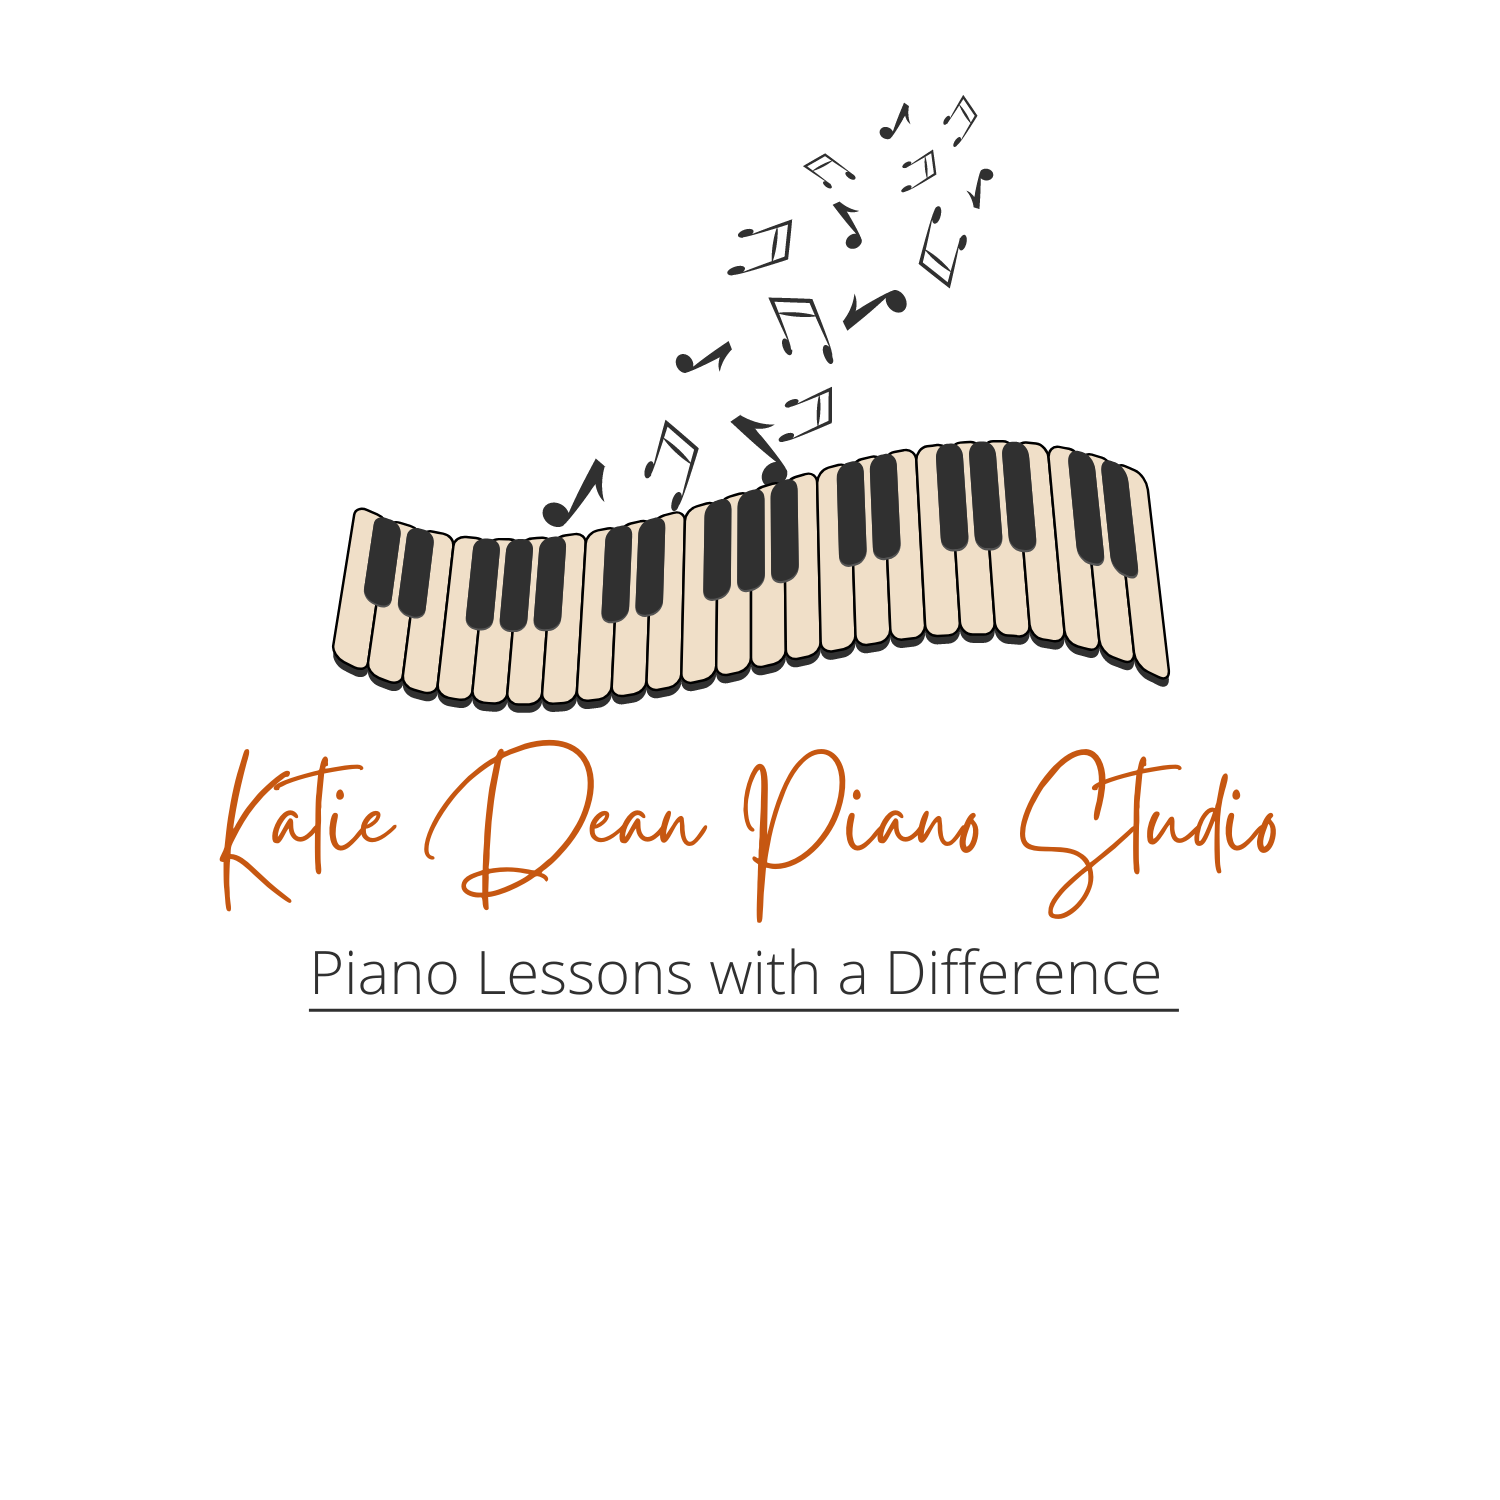 Katie Dean Piano Studio
Piano Lessons with a Difference